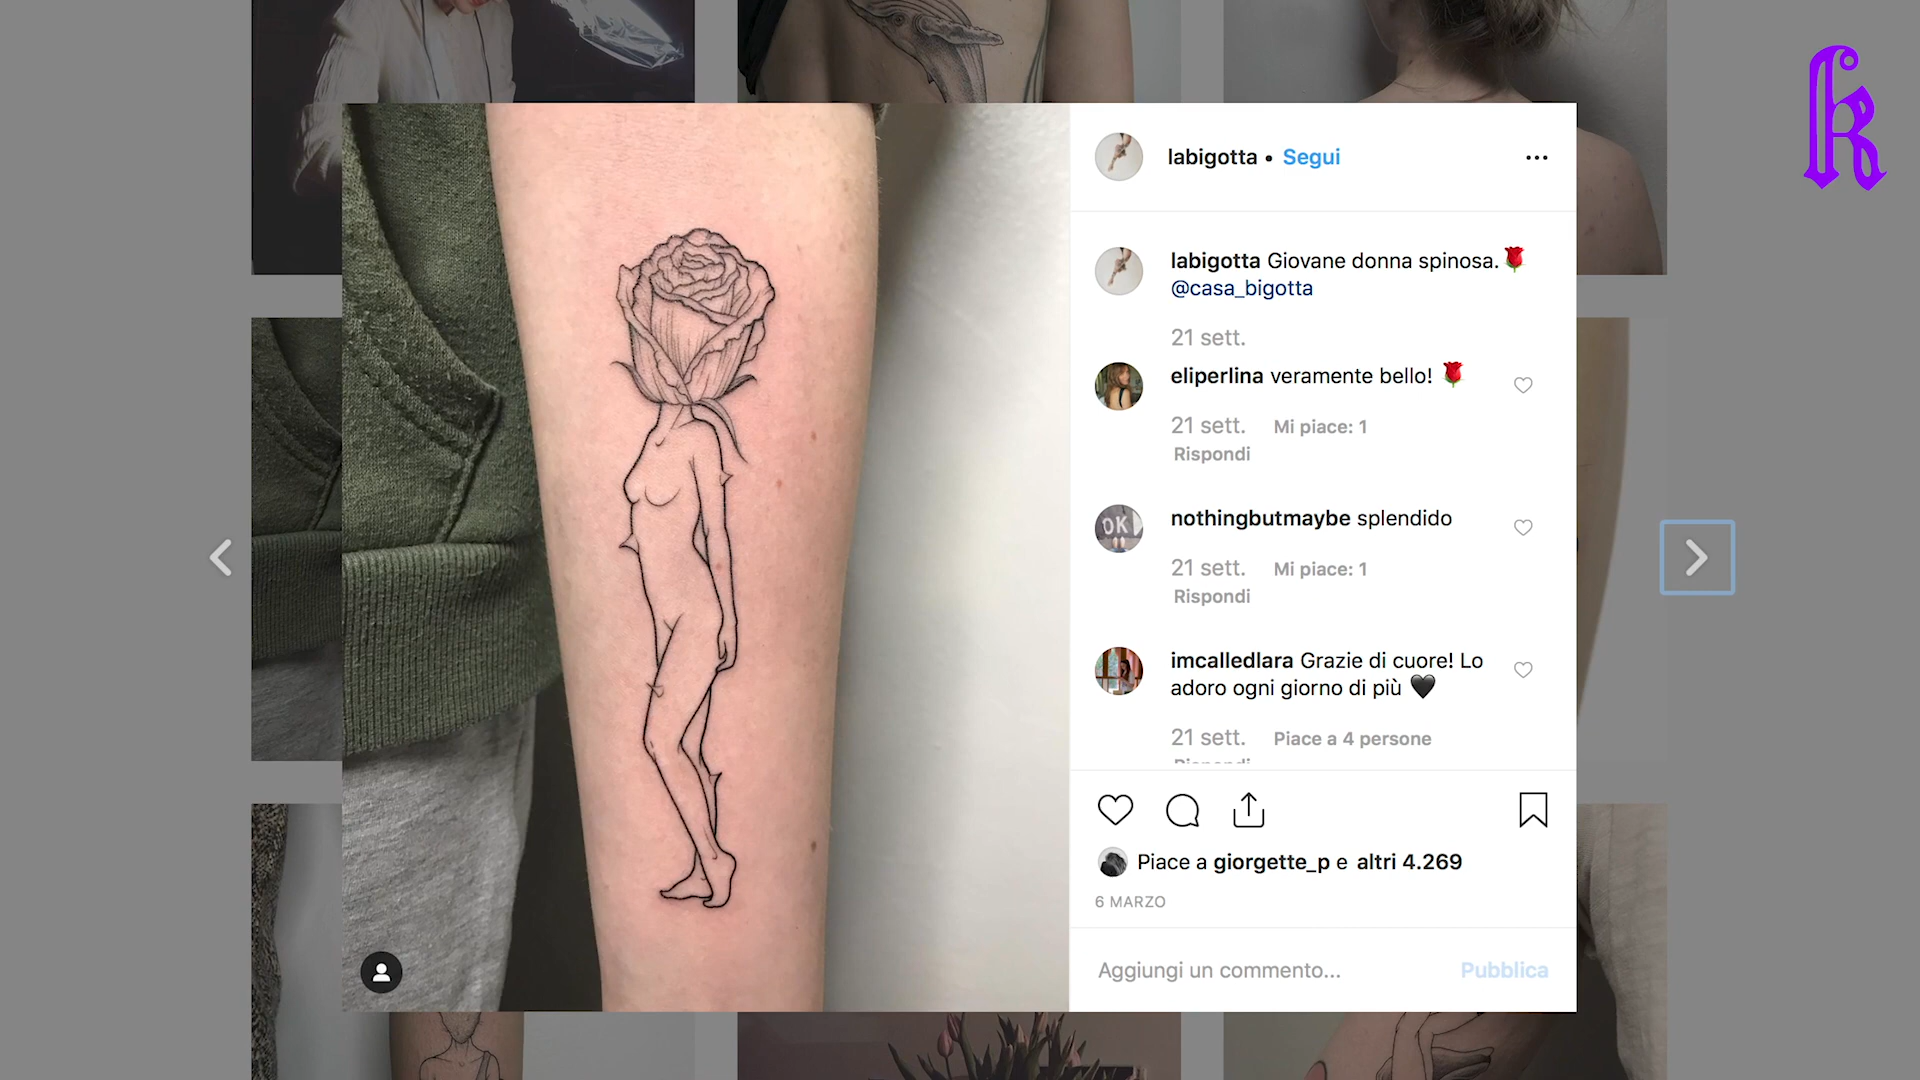 labigotta • Segui
labigotta Giovane donna spinosa.🌹
@casa_bigotta
21 sett.
eliperlina veramente bello! 🌹
21 sett. Mi piace: 1
Rispondi
nothingbutmaybe splendido
OK
21 sett. Mi piace: 1
Rispondi
imcalledlara Grazie di cuore! Lo
adoro ogni giorno di più 🖤
21 sett. Piace a 4 persone
Rispondi
Piace a giorgette_p e altri 4.269
6 MARZO
Aggiungi un commento... Pubblica
k